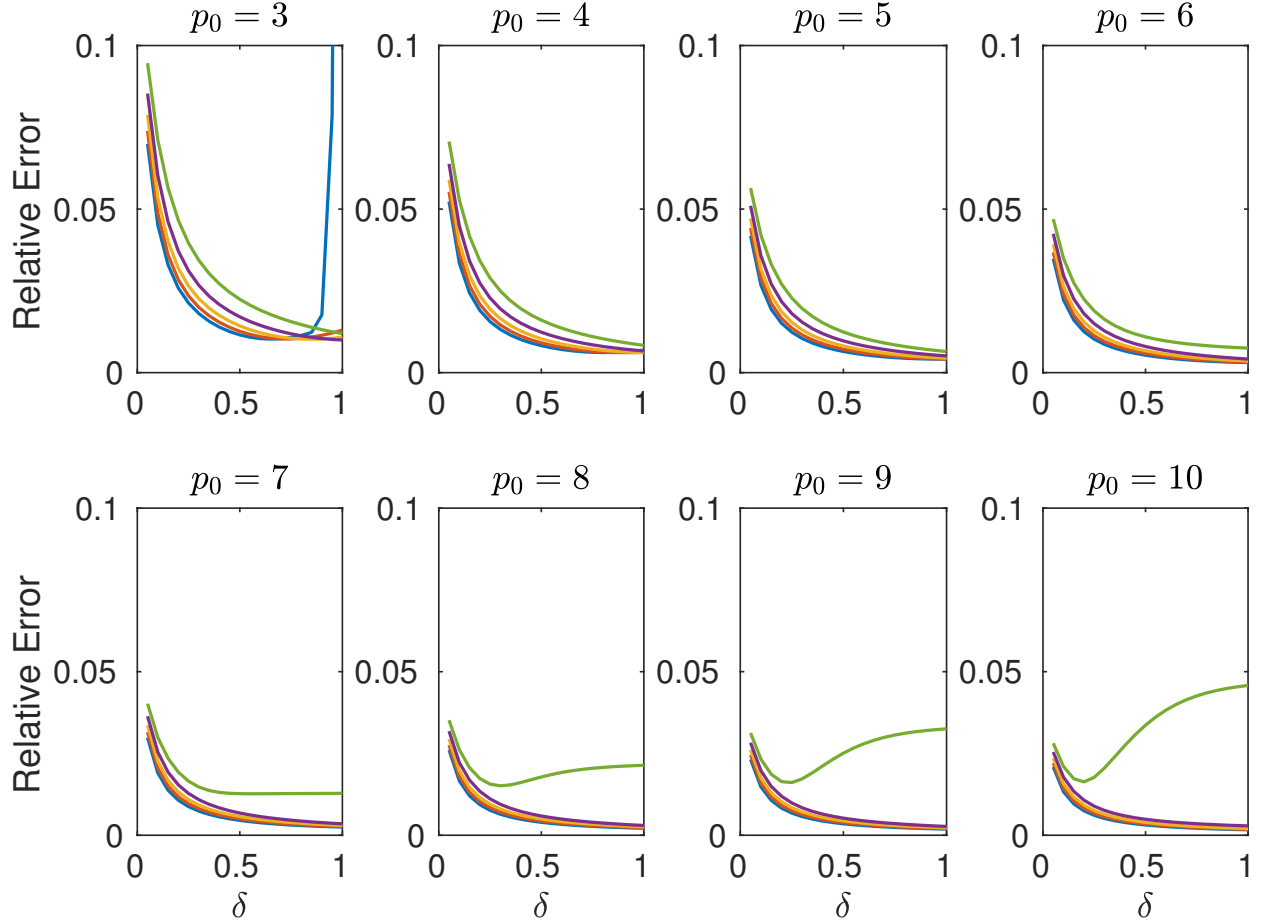 p₀ = 3
p₀ = 4
p₀ = 5
p₀ = 6
Relative Error
0.1
0.05
0
0 0.5 1
0.1
0.05
0
0 0.5 1
0.1
0.05
0
0 0.5 1
0.1
0.05
0
0 0.5 1
p₀ = 7
p₀ = 8
p₀ = 9
p₀ = 10
Relative Error
0.1
0.05
0
0 0.5 1
δ
0.1
0.05
0
0 0.5 1
δ
0.1
0.05
0
0 0.5 1
δ
0.1
0.05
0
0 0.5 1
δ